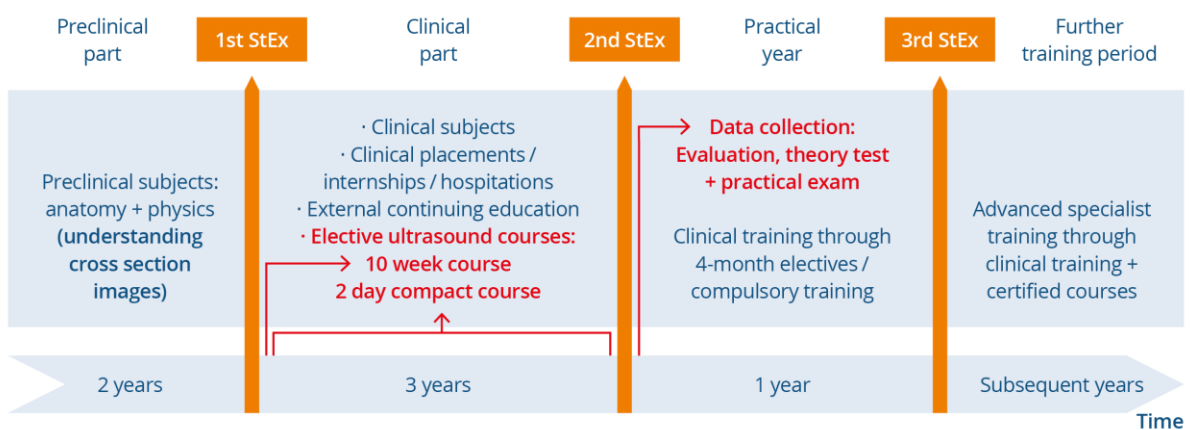 Preclinical
part
1st StEx
Clinical
part
2nd StEx
Practical
year
3rd StEx
Further
training period
Preclinical subjects:
anatomy + physics
(understanding
cross section
images)
· Clinical subjects
· Clinical placements /
internships / hospitations
· External continuing education
· Elective ultrasound courses:
10 week course
2 day compact course
Data collection:
Evaluation, theory test
+ practical exam
Clinical training through
4-month electives /
compulsory training
Advanced specialist
training through
clinical training +
certified courses
2 years
3 years
1 year
Subsequent years
Time